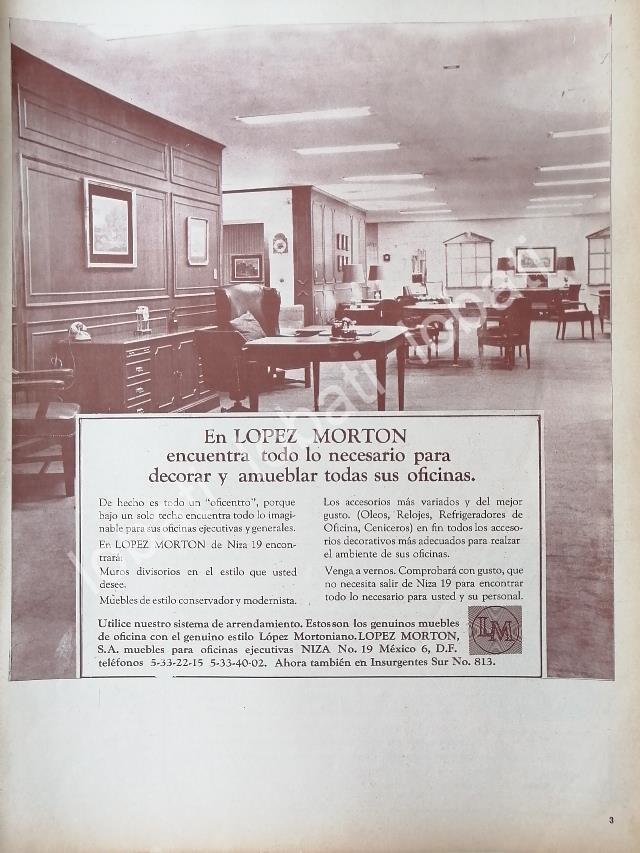 En LOPEZ MORTON
encuentra todo lo necesario para
decorar y amueblar todas sus oficinas.
De hecho es todo un "oficentro", porque
bajo un solo techo encuentra todo lo imagi-
nable para sus oficinas ejecutivas y generales.
En LOPEZ MORTON de Niza 19 encon-
trará:
Muros divisorios en el estilo que usted
desee.
Muebles de estilo conservador y modernista.
Los accesorios más variados y del mejor
gusto. (Oleos, Relojes, Refrigeradores de
Oficina, Ceniceros) en fin todos los acceso-
rios decorativos más adecuados para realzar
el ambiente de sus oficinas.
Venga a vernos. Comprobará con gusto, que
no necesita salir de Niza 19 para encontrar
todo lo necesario para usted y su personal.
Utilice nuestro sistema de arrendamiento. Estosson los genuinos muebles
de oficina con el genuino estilo López Mortoniano.LOPEZ MORTON,
S.A. muebles para oficinas ejecutivas NIZA No. 19 México 6, D.F.
teléfonos 5-33-22-15 5-33-40-02. Ahora también en Insurgentes Sur No. 813.
LM
3